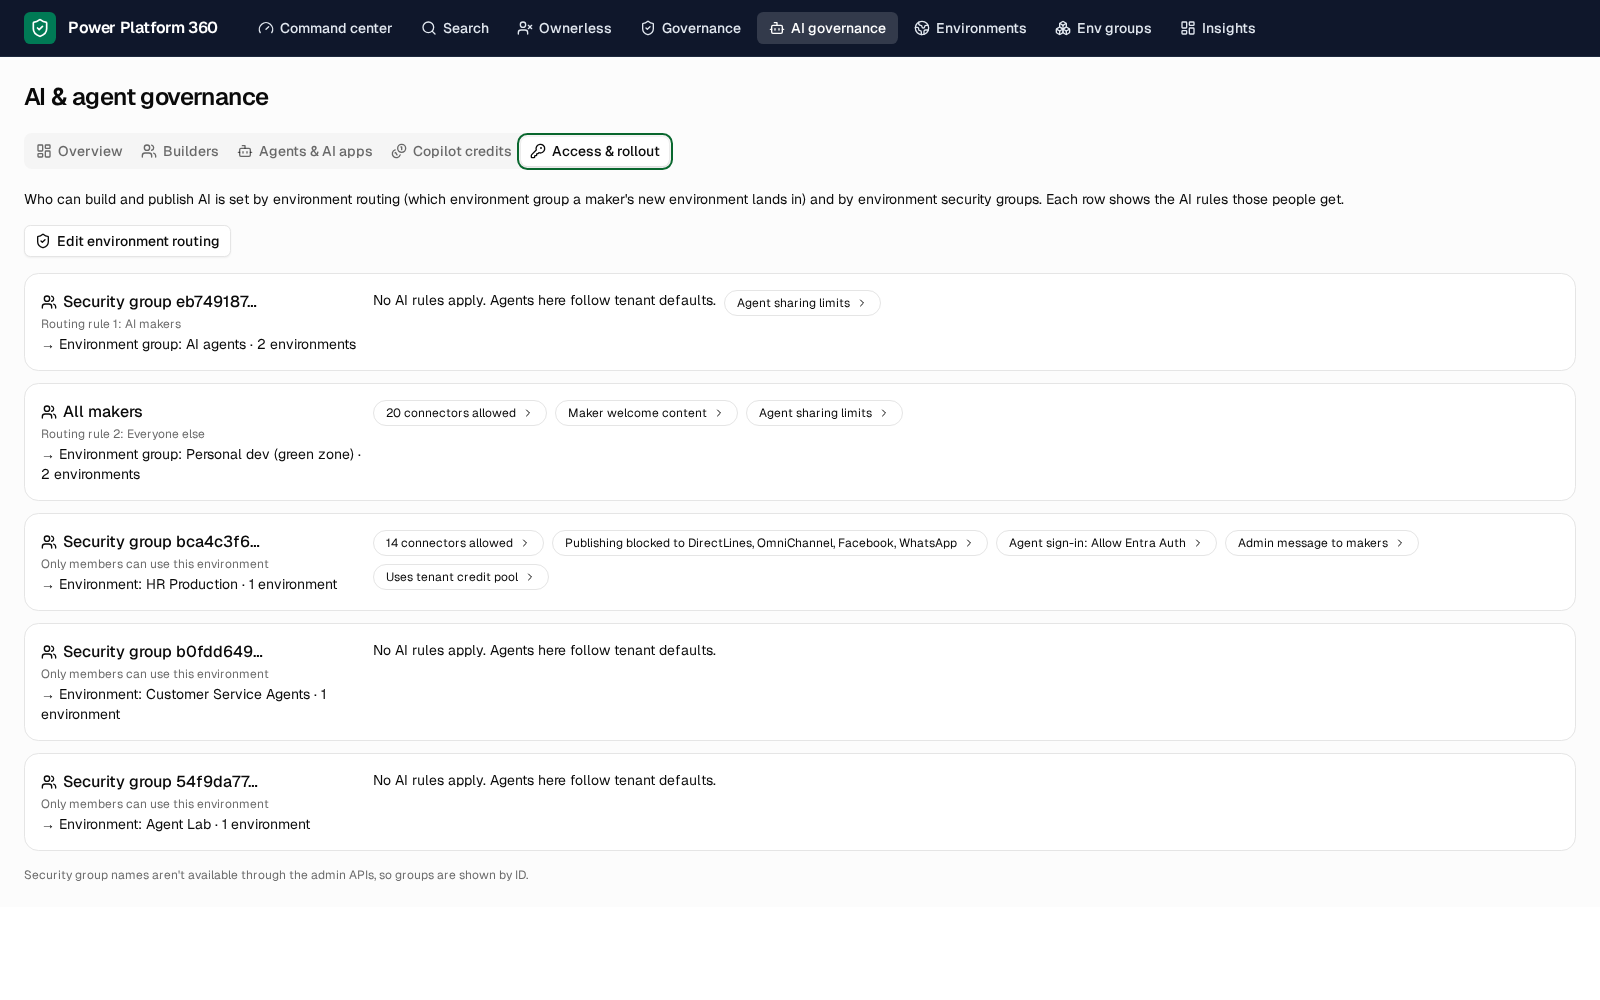 Power Platform 360
Command center
Search
Ownerless
Governance
AI governance
Environments
Env groups
Insights
AI & agent governance
Overview
Builders
Agents & AI apps
Copilot credits
Access & rollout
Who can build and publish AI is set by environment routing (which environment group a maker's new environment lands in) and by environment security groups. Each row shows the AI rules those people get.
Edit environment routing
Security group eb749187...
Routing rule 1: AI makers
→ Environment group: AI agents · 2 environments
No AI rules apply. Agents here follow tenant defaults.
Agent sharing limits
All makers
Routing rule 2: Everyone else
→ Environment group: Personal dev (green zone) ·
2 environments
20 connectors allowed
Maker welcome content
Agent sharing limits
Security group bca4c3f6...
Only members can use this environment
→ Environment: HR Production · 1 environment
14 connectors allowed
Publishing blocked to DirectLines, OmniChannel, Facebook, WhatsApp
Agent sign-in: Allow Entra Auth
Admin message to makers
Uses tenant credit pool
Security group b0fdd649...
Only members can use this environment
→ Environment: Customer Service Agents · 1
environment
No AI rules apply. Agents here follow tenant defaults.
Security group 54f9da77...
Only members can use this environment
→ Environment: Agent Lab · 1 environment
No AI rules apply. Agents here follow tenant defaults.
Security group names aren't available through the admin APIs, so groups are shown by ID.